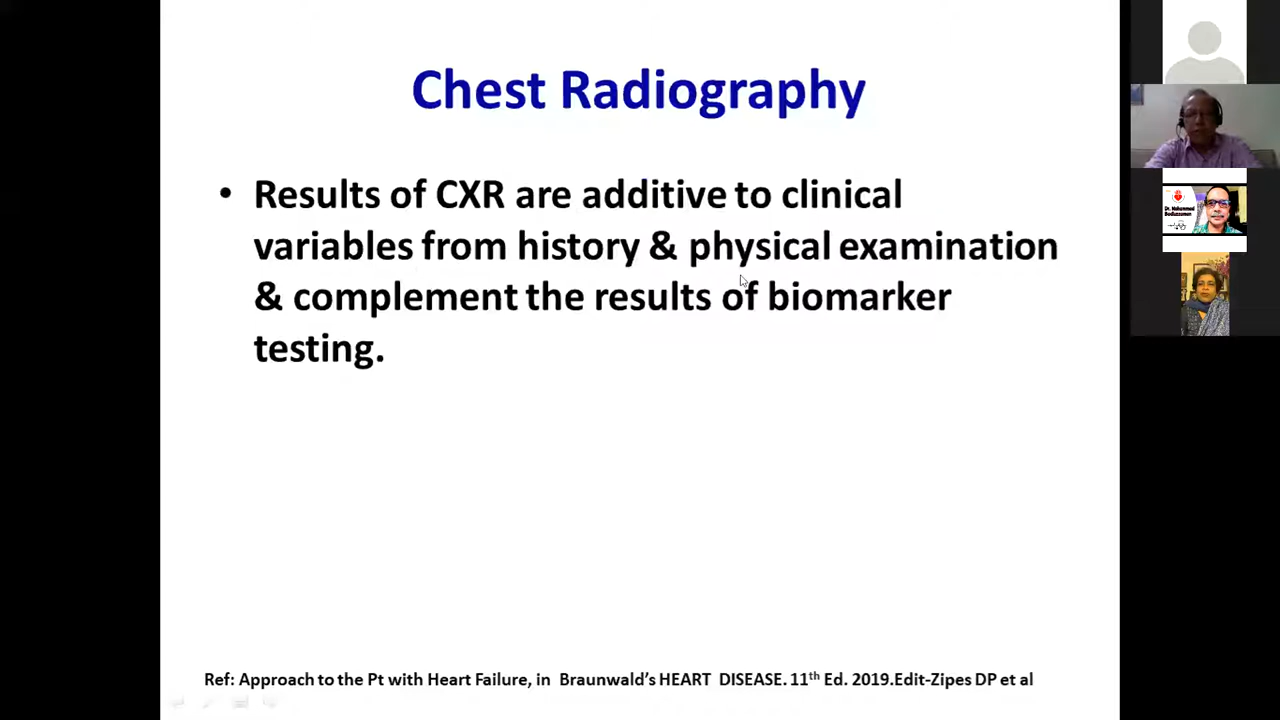 Chest Radiography
• Results of CXR are additive to clinical
variables from history & physical examination
& complement the results of biomarker
testing.
Ref: Approach to the Pt with Heart Failure, in Braunwald's HEART DISEASE. 11th Ed. 2019.Edit-Zipes DP et al
Dr. Mohammed